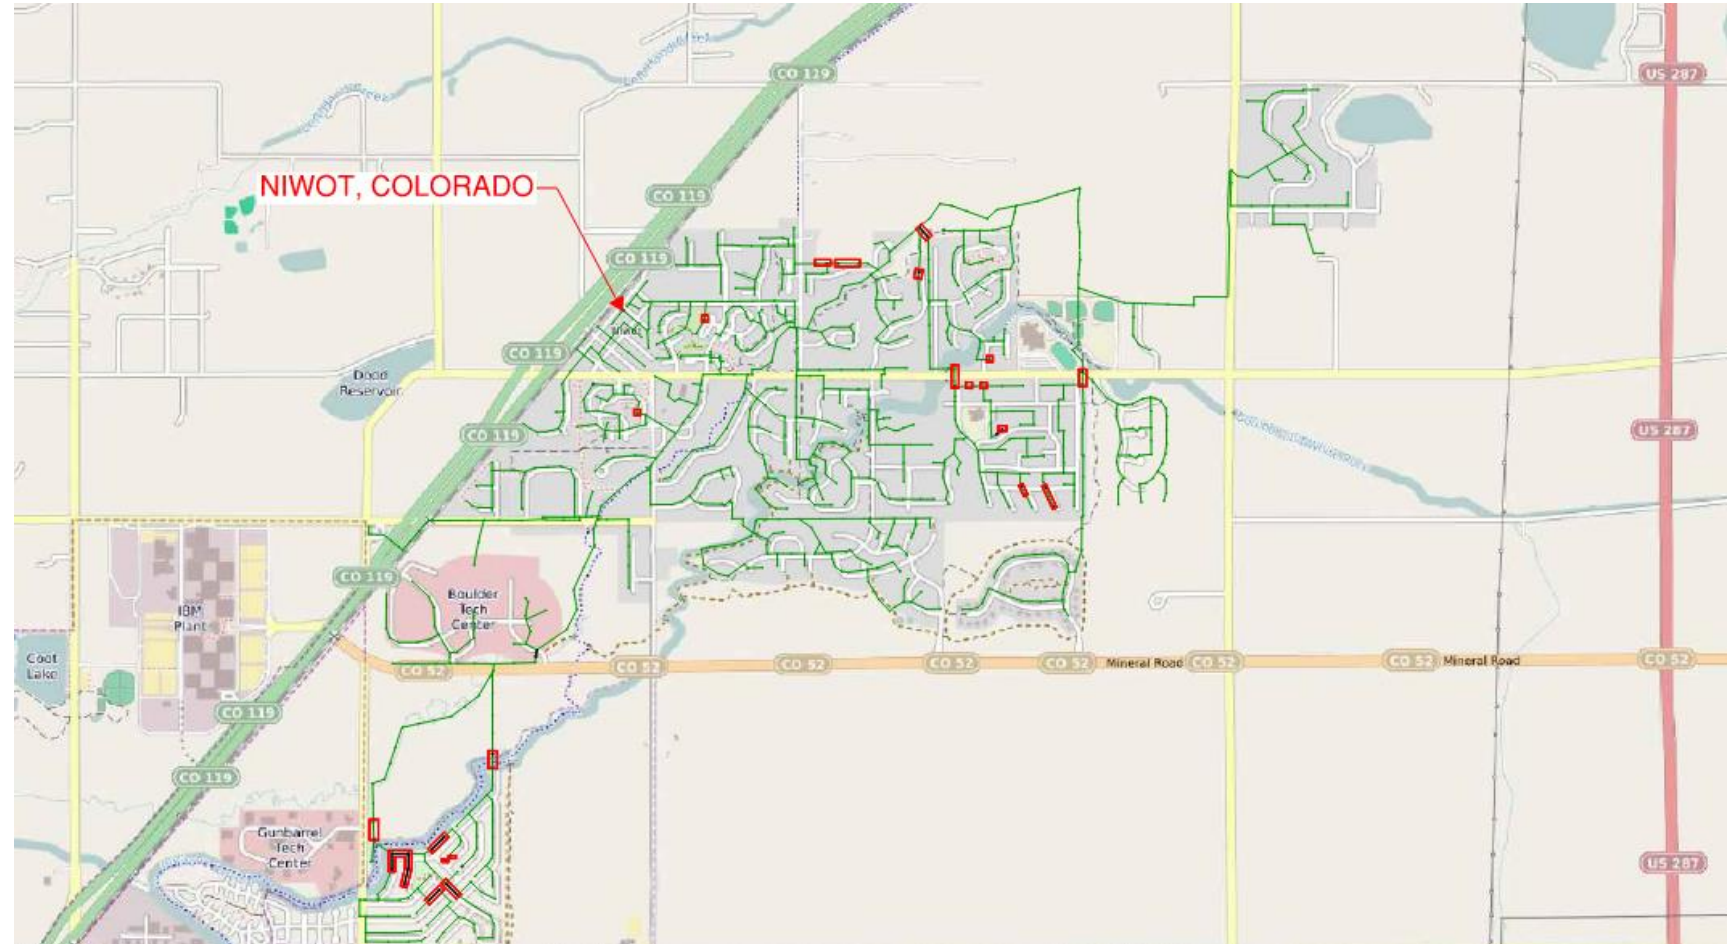 CO 119
US 287
CO 119
NIWOT, COLORADO
CO 119
CO 119
Niwot
CO 119
Dodd
Reservoir
CO 119
US 287
CO 119
IBM
Plant
Boulder
Tech
Center
Coot
Lake
CO 52
CO 52
CO 52
CO 52
CO 52
Mineral Road
CO 52
CO 52
Mineral Road
CO 52
CO 119
CO 119
Gunbarrel
Tech
Center
US 287